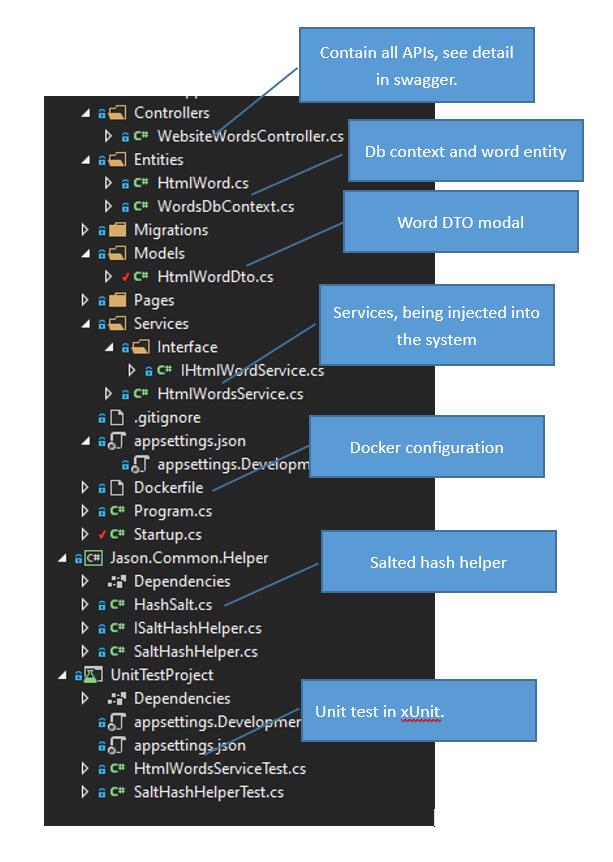 Contain all APIs, see detail
in swagger.
Controllers
WebsiteWordsController.cs
Entities
Db context and word entity
HtmlWord.cs
WordsDbContext.cs
Word DTO modal
Migrations
Models
HtmlWordDto.cs
Pages
Services, being injected into
the system
Services
Interface
IHtmlWordService.cs
HtmlWordsService.cs
.gitignore
appsettings.json
Docker configuration
appsettings.Developm
Dockerfile
Program.cs
Startup.cs
Salted hash helper
Jason.Common.Helper
Dependencies
HashSalt.cs
ISaltHashHelper.cs
SaltHashHelper.cs
UnitTestProject
Dependencies
Unit test in xUnit.
appsettings.Developmer
appsettings.json
HtmlWordsServiceTest.cs
SaltHashHelperTest.cs